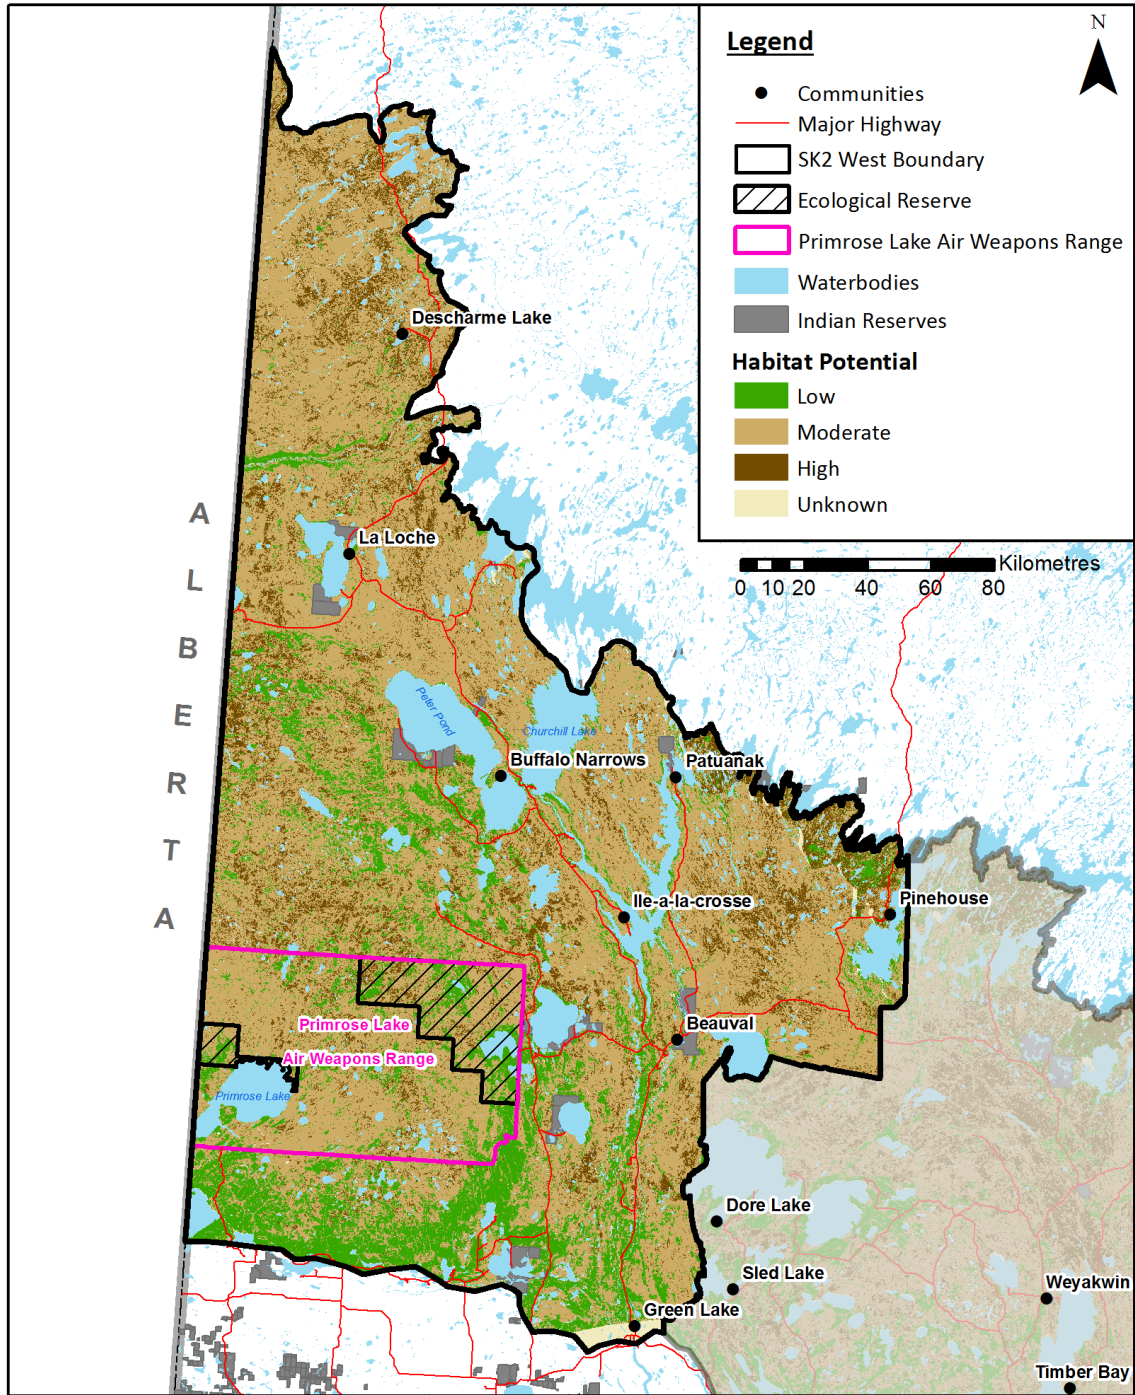 Legend
Communities
Major Highway
SK2 West Boundary
Ecological Reserve
Primrose Lake Air Weapons Range
Waterbodies
Indian Reserves
Habitat Potential
Low
Moderate
High
Unknown
N
Kilometres
0 10 20 40 60 80
A
L
B
E
R
T
A
Descharme Lake
La Loche
Peter Pond
Churchill Lake
Buffalo Narrows
Patuanak
Ile-a-la-crosse
Pinehouse
Primrose Lake
Air Weapons Range
Primrose Lake
Beauval
Dore Lake
Sled Lake
Weyakwin
Green Lake
Timber Bay